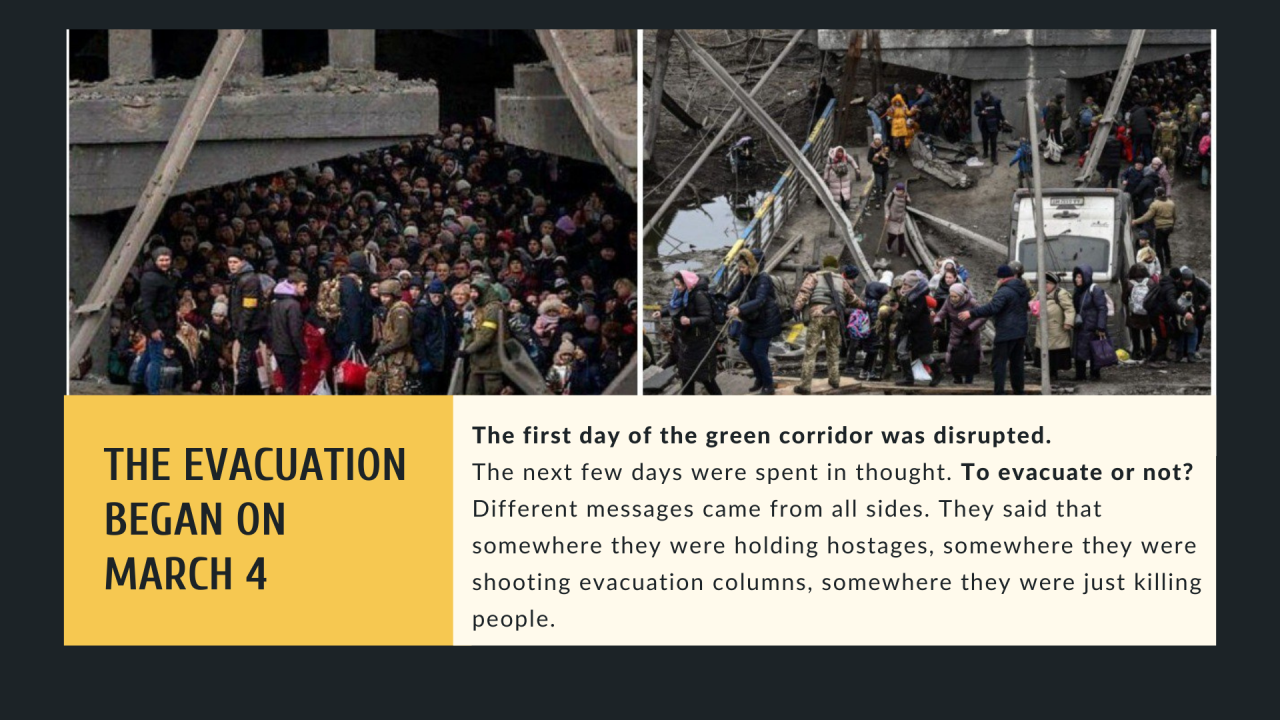 THE EVACUATION
BEGAN ON
MARCH 4
The first day of the green corridor was disrupted.
The next few days were spent in thought. To evacuate or not?
Different messages came from all sides. They said that
somewhere they were holding hostages, somewhere they were
shooting evacuation columns, somewhere they were just killing
people.